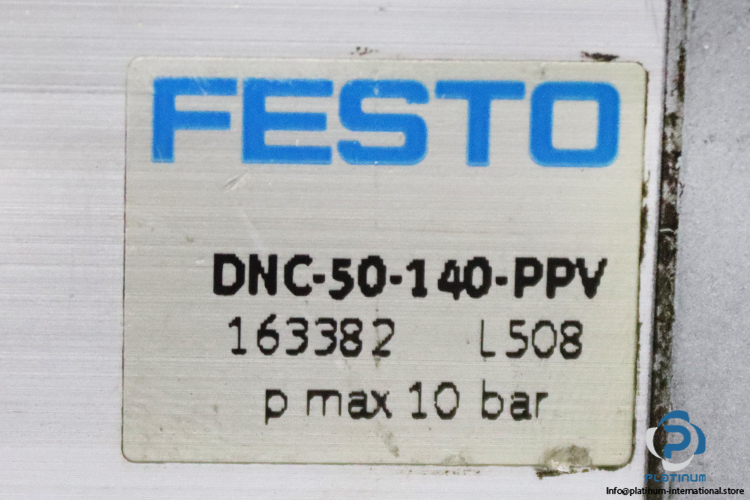 FESTO
DNC-50-140-PPV
163382 L508
p max 10 bar
PLATINUM
Info@platinum-international.store